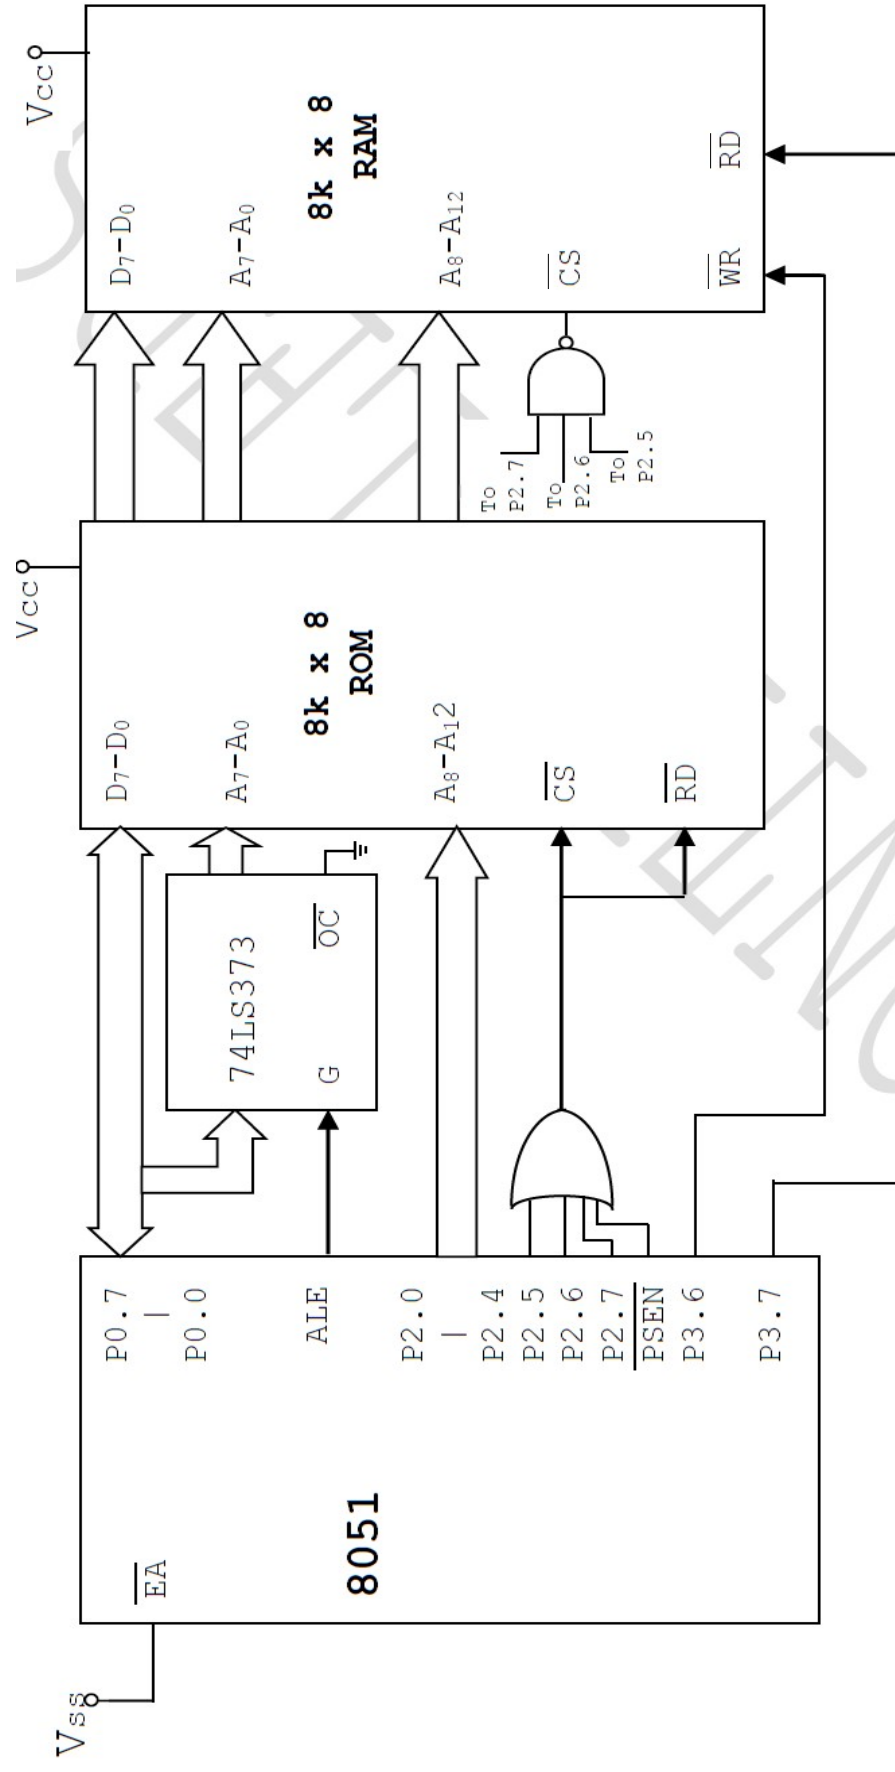 Vss
EA
8051
P0.7
|
P0.0
ALE
P2.0
|
P2.4
P2.5
P2.6
P2.7
PSEN
P3.6
P3.7
74LS373
G
OC
Vcc
D₇-D₀
A₇-A₀
8k x 8
ROM
A₈-A₁2
CS
RD
To
P2.7
To
P2.6
To
P2.5
Vcc
D₇-D₀
A₇-A₀
8k x 8
RAM
A₈-A₁₂
CS
WR
RD